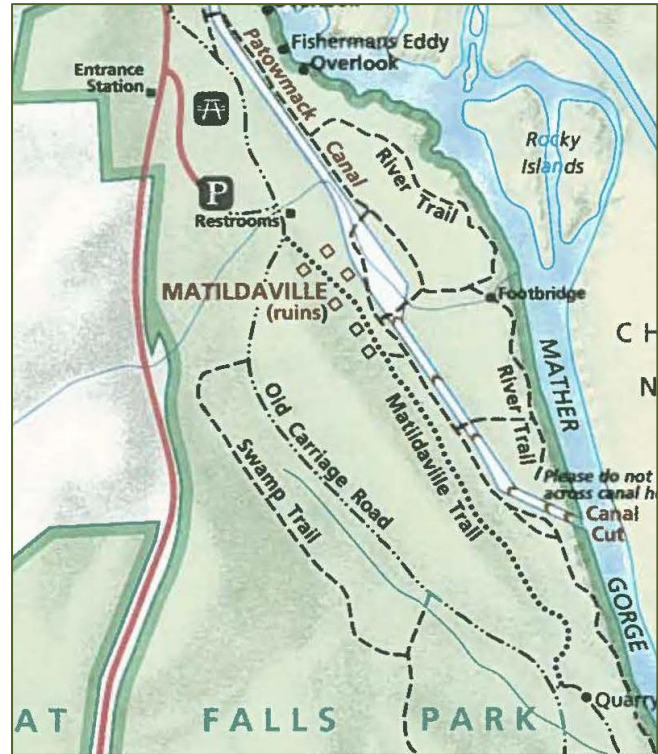 Fishermans Eddy
Overlook
Patowmack
Canal
Entrance
Station
P
Restrooms
River Trail
Rocky
Islands
MATILDAVILLE
(ruins)
Footbridge
MATHER
GORGE
C H
N
River Trail
Old Carriage Road
Swamp Trail
Matildaville Trail
Please do not
across canal
Canal
Cut
Quarry
AT FALLS PARK